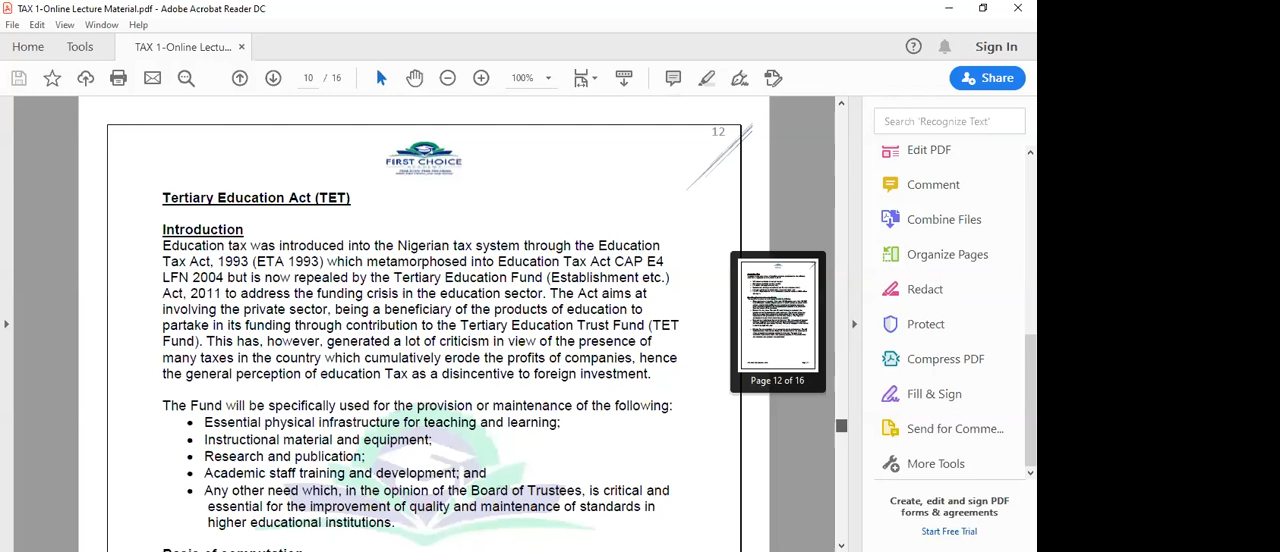 TAX 1-Online Lecture Material.pdf - Adobe Acrobat Reader DC
File Edit View Window Help
Home Tools TAX 1-Online Lectu... ×
? Sign In
10 / 16 100% Share
12
FIRST CHOICE
Tertiary Education Act (TET)
Introduction
Education tax was introduced into the Nigerian tax system through the Education
Tax Act, 1993 (ETA 1993) which metamorphosed into Education Tax Act CAP E4
LFN 2004 but is now repealed by the Tertiary Education Fund (Establishment etc.)
Act, 2011 to address the funding crisis in the education sector. The Act aims at
involving the private sector, being a beneficiary of the products of education to
partake in its funding through contribution to the Tertiary Education Trust Fund (TET
Fund). This has, however, generated a lot of criticism in view of the presence of
many taxes in the country which cumulatively erode the profits of companies, hence
the general perception of education Tax as a disincentive to foreign investment.
The Fund will be specifically used for the provision or maintenance of the following:
• Essential physical infrastructure for teaching and learning;
• Instructional material and equipment;
• Research and publication;
• Academic staff training and development; and
• Any other need which, in the opinion of the Board of Trustees, is critical and
essential for the improvement of quality and maintenance of standards in
higher educational institutions.
Basis of computation
Page 12 of 16
Search 'Recognize Text'
Edit PDF
Comment
Combine Files
Organize Pages
Redact
Protect
Compress PDF
Fill & Sign
Send for Comme...
More Tools
Create, edit and sign PDF
forms & agreements
Start Free Trial